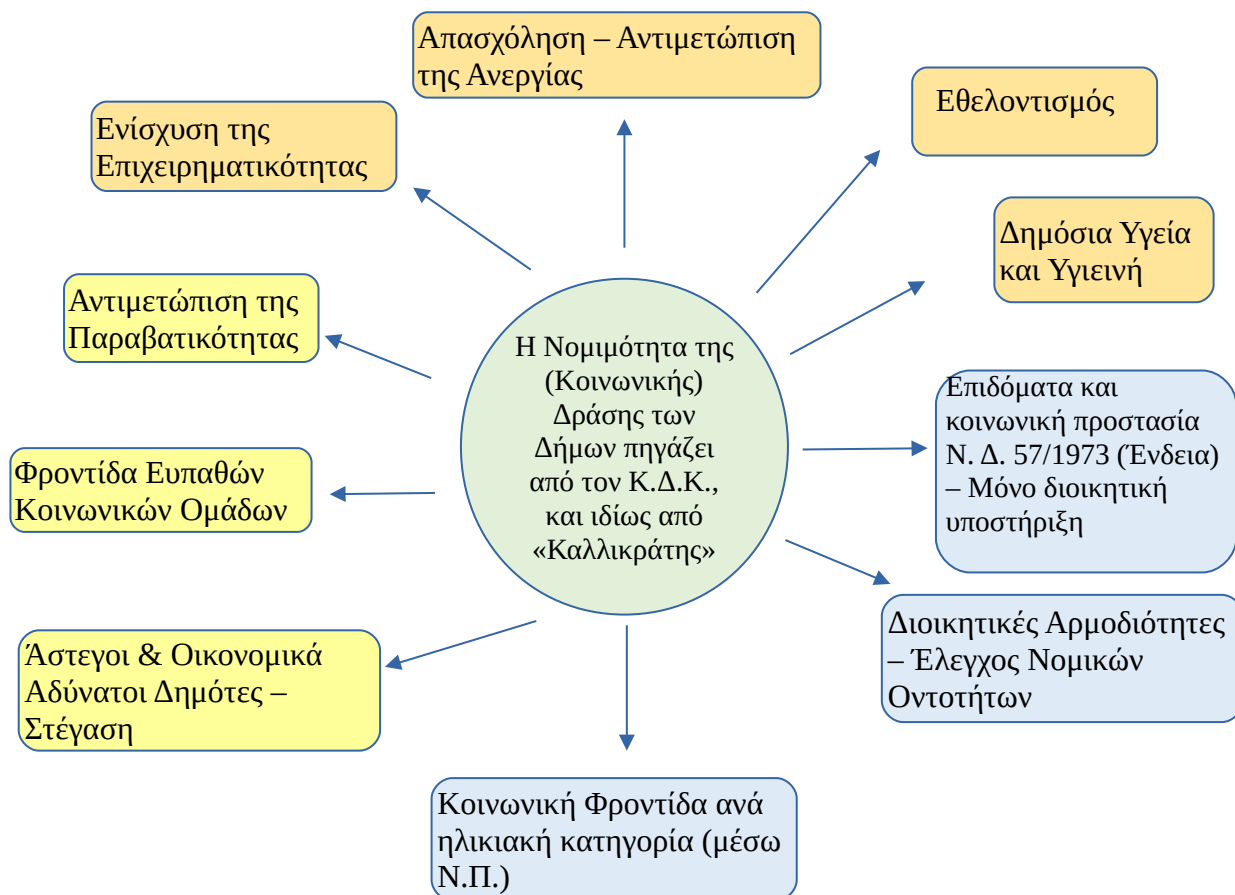 Απασχόληση – Αντιμετώπιση
της Ανεργίας
Εθελοντισμός
Ενίσχυση της
Επιχειρηματικότητας
Δημόσια Υγεία
και Υγιεινή
Αντιμετώπιση της
Παραβατικότητας
Η Νομιμότητα της
(Κοινωνικής)
Δράσης των
Δήμων πηγάζει
από τον Κ.Δ.Κ.,
και ιδίως από
«Καλλικράτης»
Επιδόματα και
κοινωνική προστασία
Ν. Δ. 57/1973 (Ένδεια)
– Μόνο διοικητική
υποστήριξη
Φροντίδα Ευπαθών
Κοινωνικών Ομάδων
Διοικητικές Αρμοδιότητες
– Έλεγχος Νομικών
Οντοτήτων
Άστεγοι & Οικονομικά
Αδύνατοι Δημότες –
Στέγαση
Κοινωνική Φροντίδα ανά
ηλικιακή κατηγορία (μέσω
Ν.Π.)